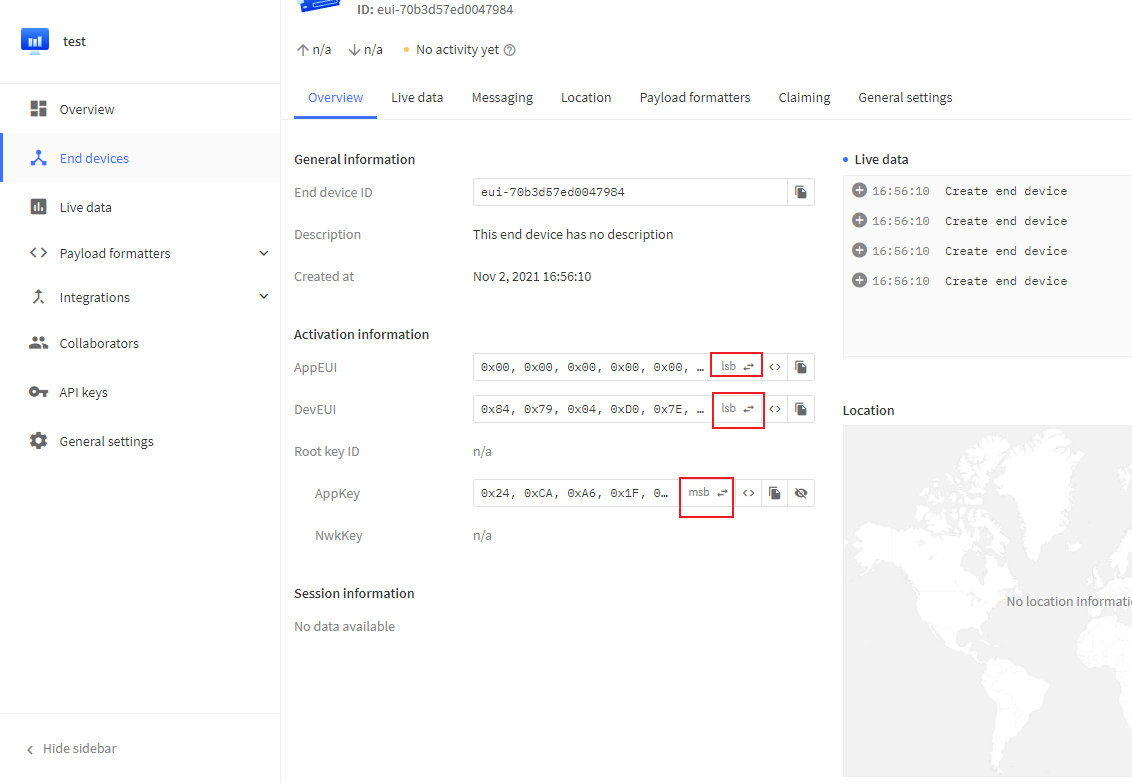 ID: eui-70b3d57ed0047984
test
n/a n/a No activity yet
Overview Live data Messaging Location Payload formatters Claiming General settings
Overview
End devices
Live data
Payload formatters
Integrations
Collaborators
API keys
General settings
Hide sidebar
General information
End device ID eui-70b3d57ed0047984
Description This end device has no description
Created at Nov 2, 2021 16:56:10
Activation information
AppEUI 0x00, 0x00, 0x00, 0x00, 0x00, … lsb
DevEUI 0x84, 0x79, 0x04, 0xD0, 0x7E, … lsb
Root key ID n/a
AppKey 0x24, 0xCA, 0xA6, 0x1F, 0… msb
NwkKey n/a
Session information
No data available
Live data
16:56:10 Create end device
16:56:10 Create end device
16:56:10 Create end device
16:56:10 Create end device
Location
No location informati